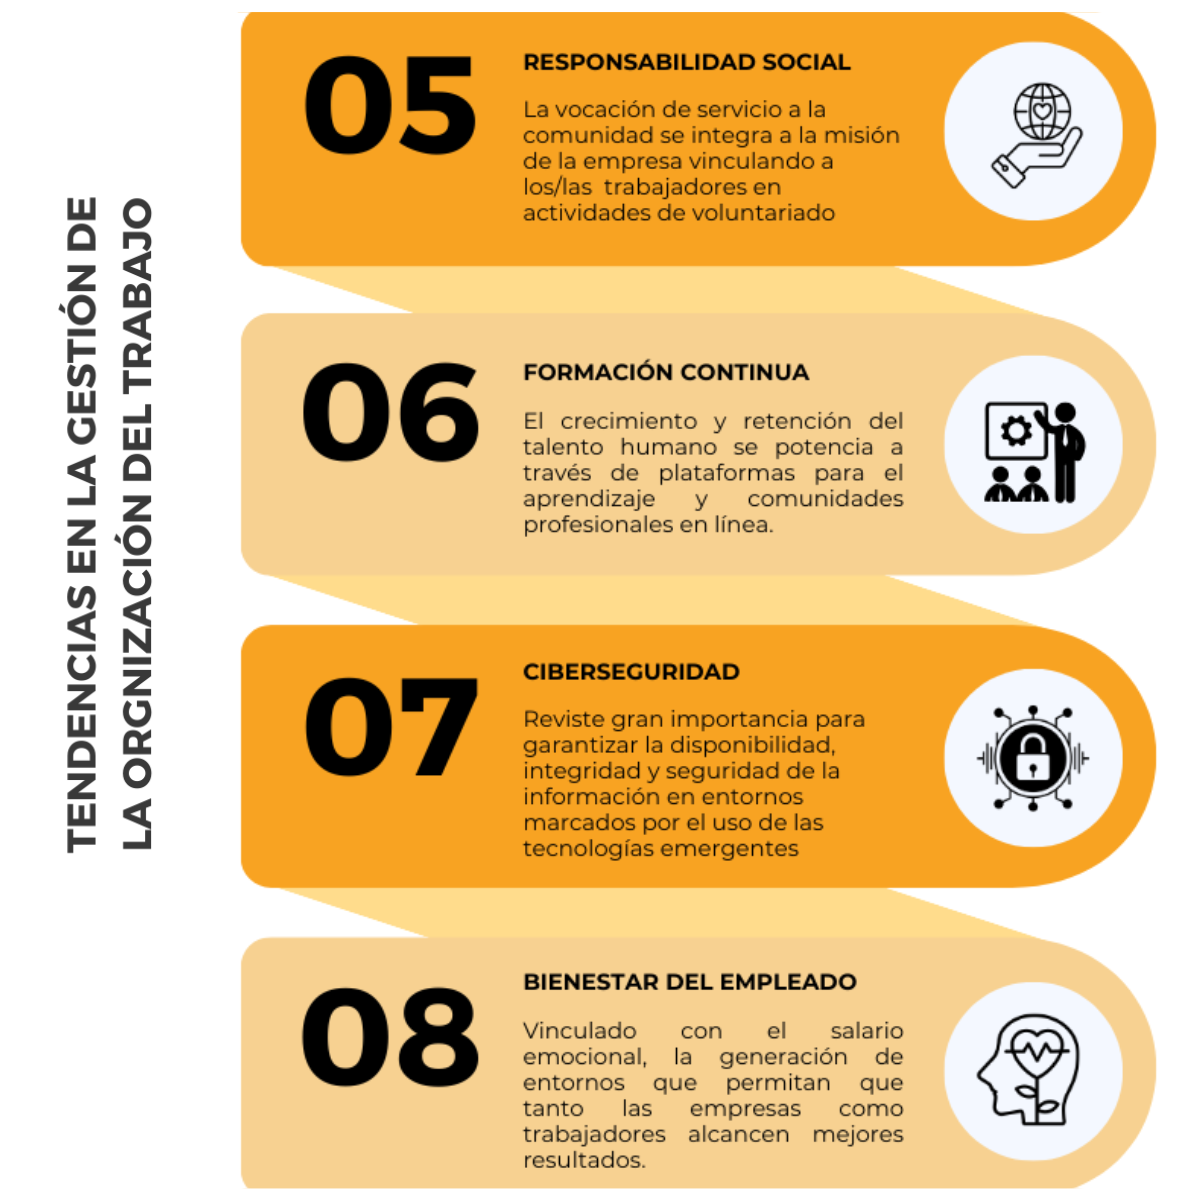 TENDENCIAS EN LA GESTIÓN DE
LA ORGNIZACIÓN DEL TRABAJO
05
RESPONSABILIDAD SOCIAL
La vocación de servicio a la
comunidad se integra a la misión
de la empresa vinculando a
los/las trabajadores en
actividades de voluntariado
06
FORMACIÓN CONTINUA
El crecimiento y retención del
talento humano se potencia a
través de plataformas para el
aprendizaje y comunidades
profesionales en línea.
07
CIBERSEGURIDAD
Reviste gran importancia para
garantizar la disponibilidad,
integridad y seguridad de la
información en entornos
marcados por el uso de las
tecnologías emergentes
08
BIENESTAR DEL EMPLEADO
Vinculado con el salario
emocional, la generación de
entornos que permitan que
tanto las empresas como
trabajadores alcancen mejores
resultados.